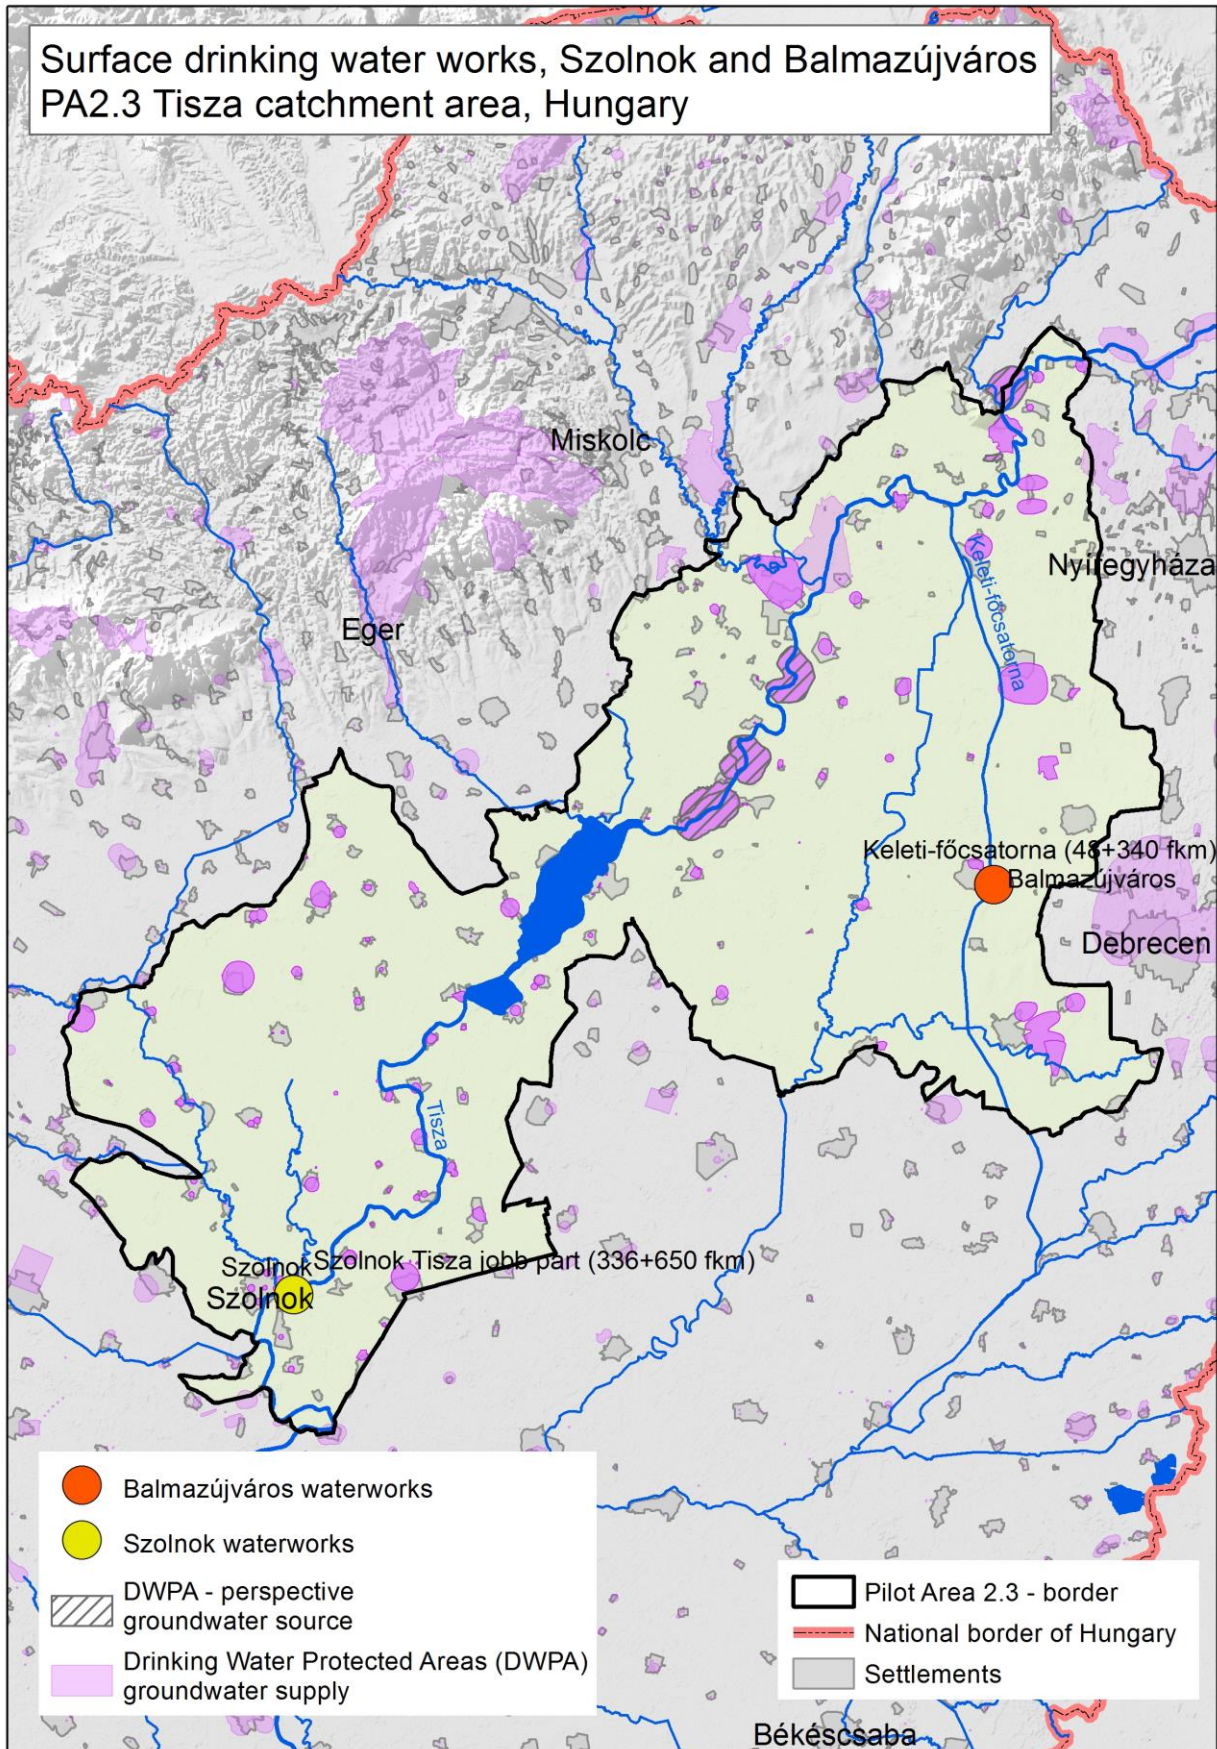 Surface drinking water works, Szolnok and Balmazújváros
PA2.3 Tisza catchment area, Hungary
Miskolc
Keleti-főcsatorna
Nyíregyháza
Eger
Keleti-főcsatorna (48+340 fkm)
Balmazújváros
Debrecen
Tisza
Szolnok
Szolnok Tisza jobb part (336+650 fkm)
Szolnok
Balmazújváros waterworks
Szolnok waterworks
DWPA - perspective
groundwater source
Drinking Water Protected Areas (DWPA)
groundwater supply
Pilot Area 2.3 - border
National border of Hungary
Settlements
Békéscsaba